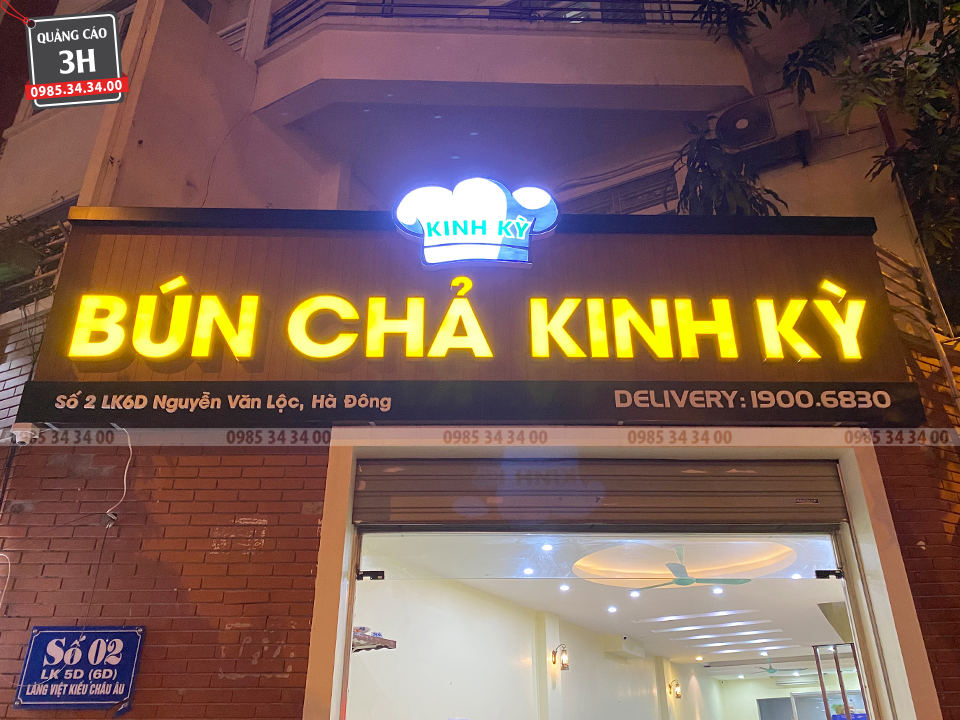 QUẢNG CÁO
3H
0985.34.34.00
KINH KỲ
BÚN CHẢ KINH KỲ
Số 2 LK6D Nguyễn Văn Lộc, Hà Đông
DELIVERY: 1900.6830
0985 34 34 00 0985 34 34 00 0985 34 34 00 0985 34 34 00 0985 34 34 00
Số 02
LK 5D (6D)
LÀNG VIỆT KIỀU CHÂU ÂU